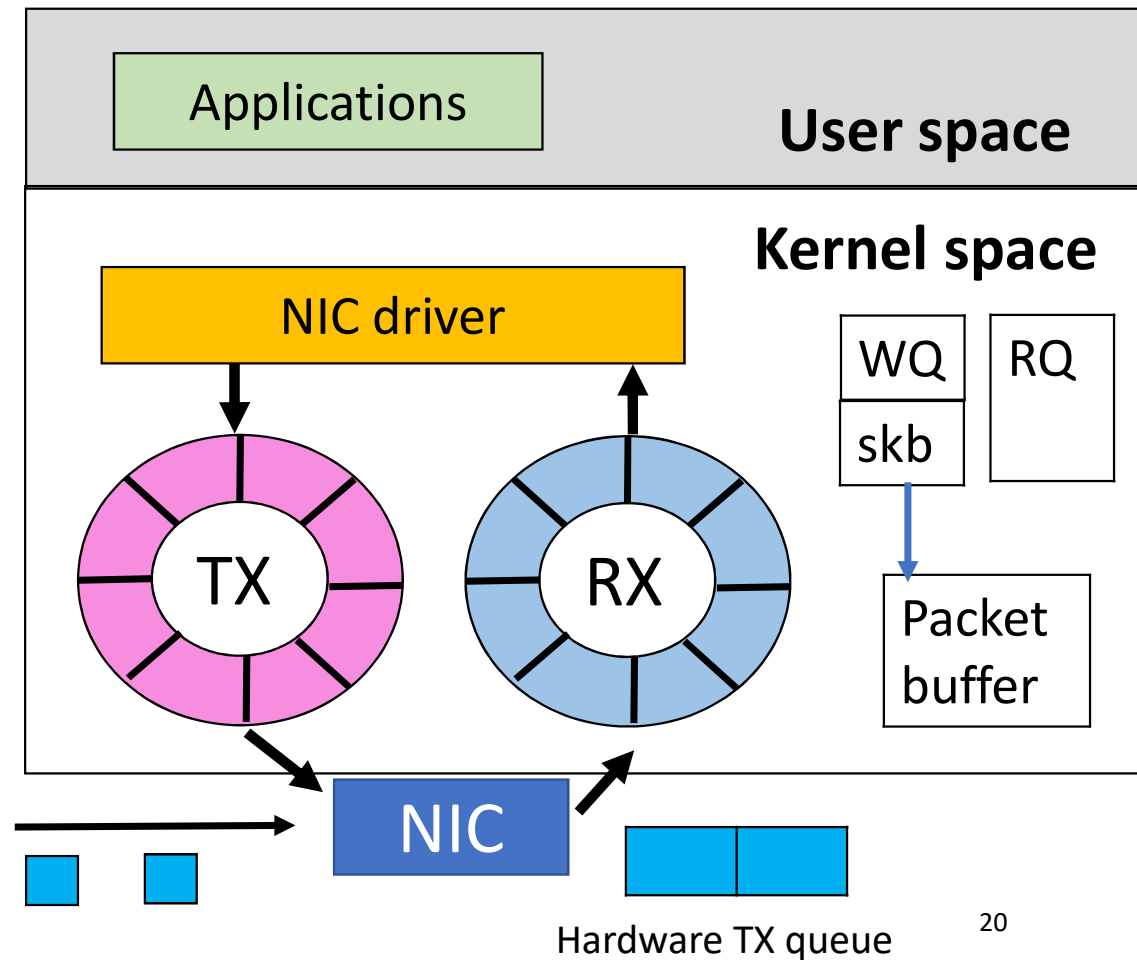 Applications
User space
Kernel space
NIC driver
WQ
RQ
skb
TX
RX
Packet
buffer
NIC
Hardware TX queue
20